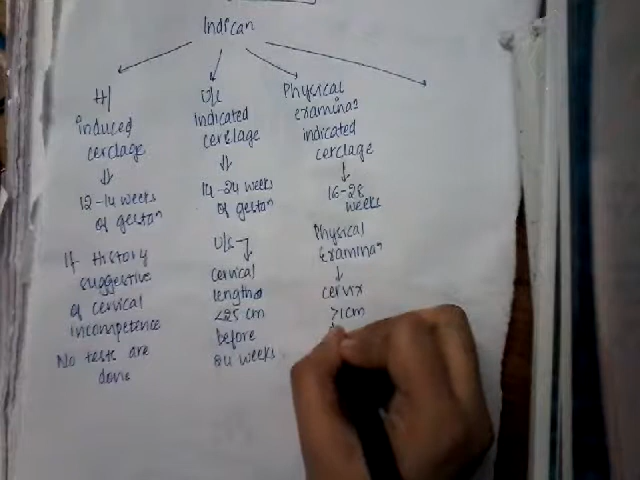 Indican
H/
induced
cerclage
12-14 weeks
of gestan
If History
suggestive
of cervical
incompetence
No tests are
done
U/s
indicated
cerclage
14-24 weeks
of gestan
U/s
cervical
length
<25 cm
before
24 weeks
Physical
examinan
indicated
cerclage
16-28
weeks
Physical
Examinan
cervix
>1cm